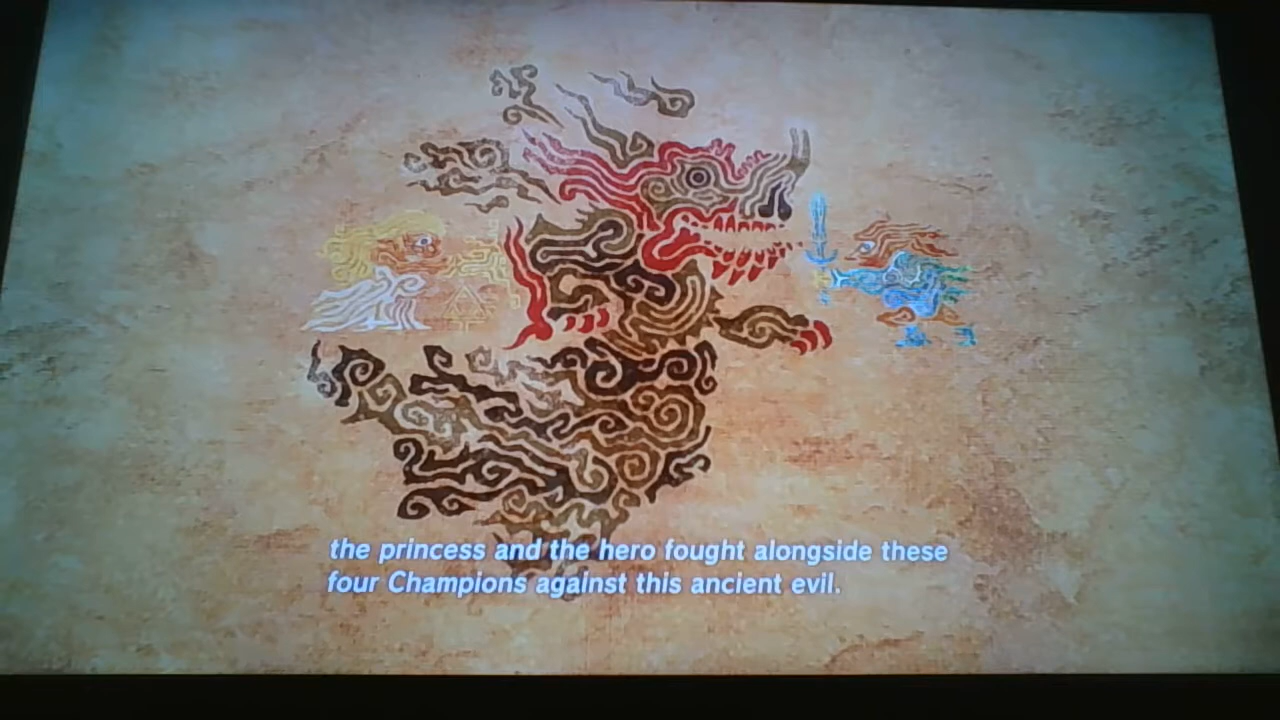 the princess and the hero fought alongside these
four Champions against this ancient evil.